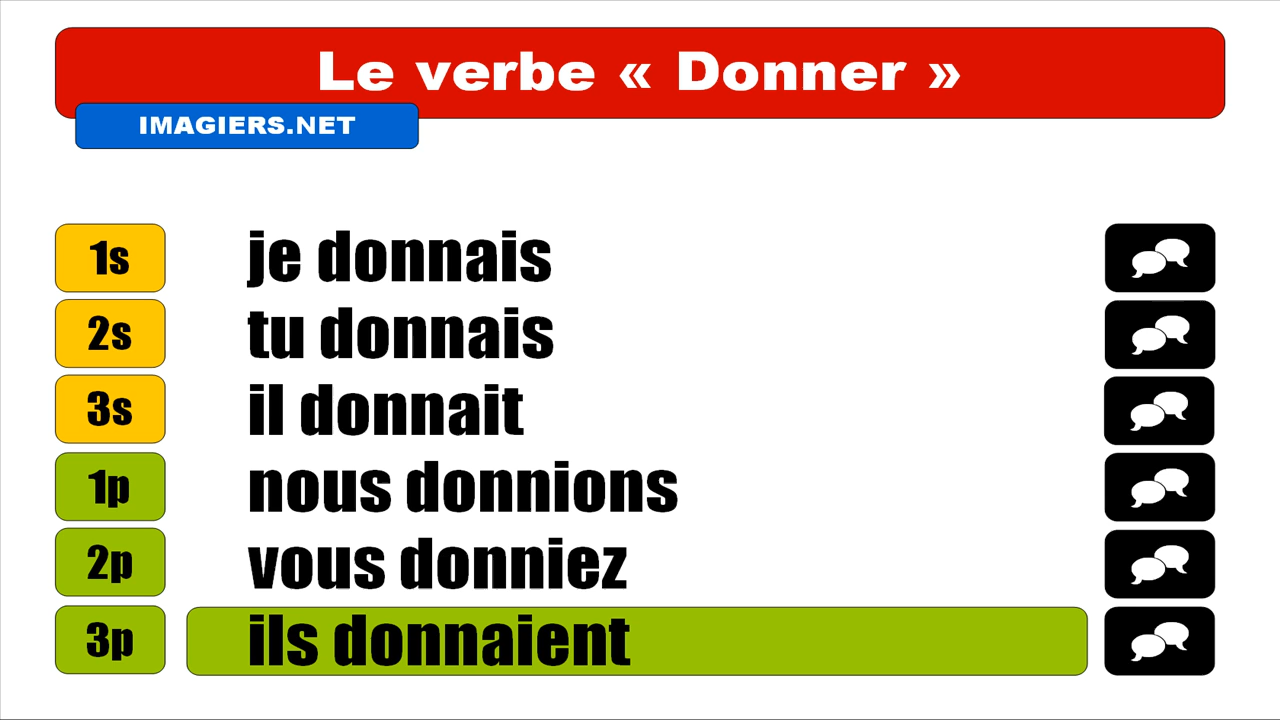 Le verbe « Donner »
IMAGIERS.NET
1s je donnais
2s tu donnais
3s il donnait
1p nous donnions
2p vous donniez
3p ils donnaient